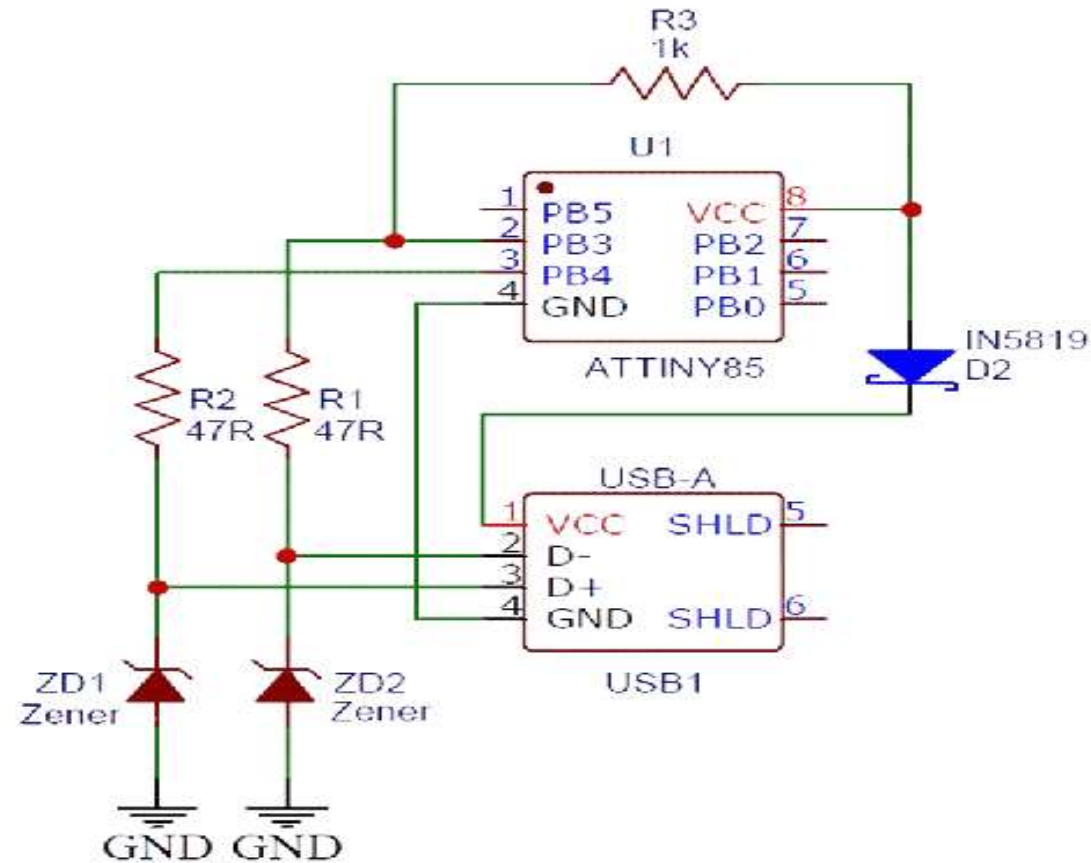 R3
1k
U1
1 PB5 VCC 8
2 PB3 PB2 7
3 PB4 PB1 6
4 GND PB0 5
ATTINY85
IN5819
D2
R2
47R
R1
47R
USB-A
1 VCC SHLD 5
2 D-
3 D+
4 GND SHLD 6
USB1
ZD1
Zener
ZD2
Zener
GND GND